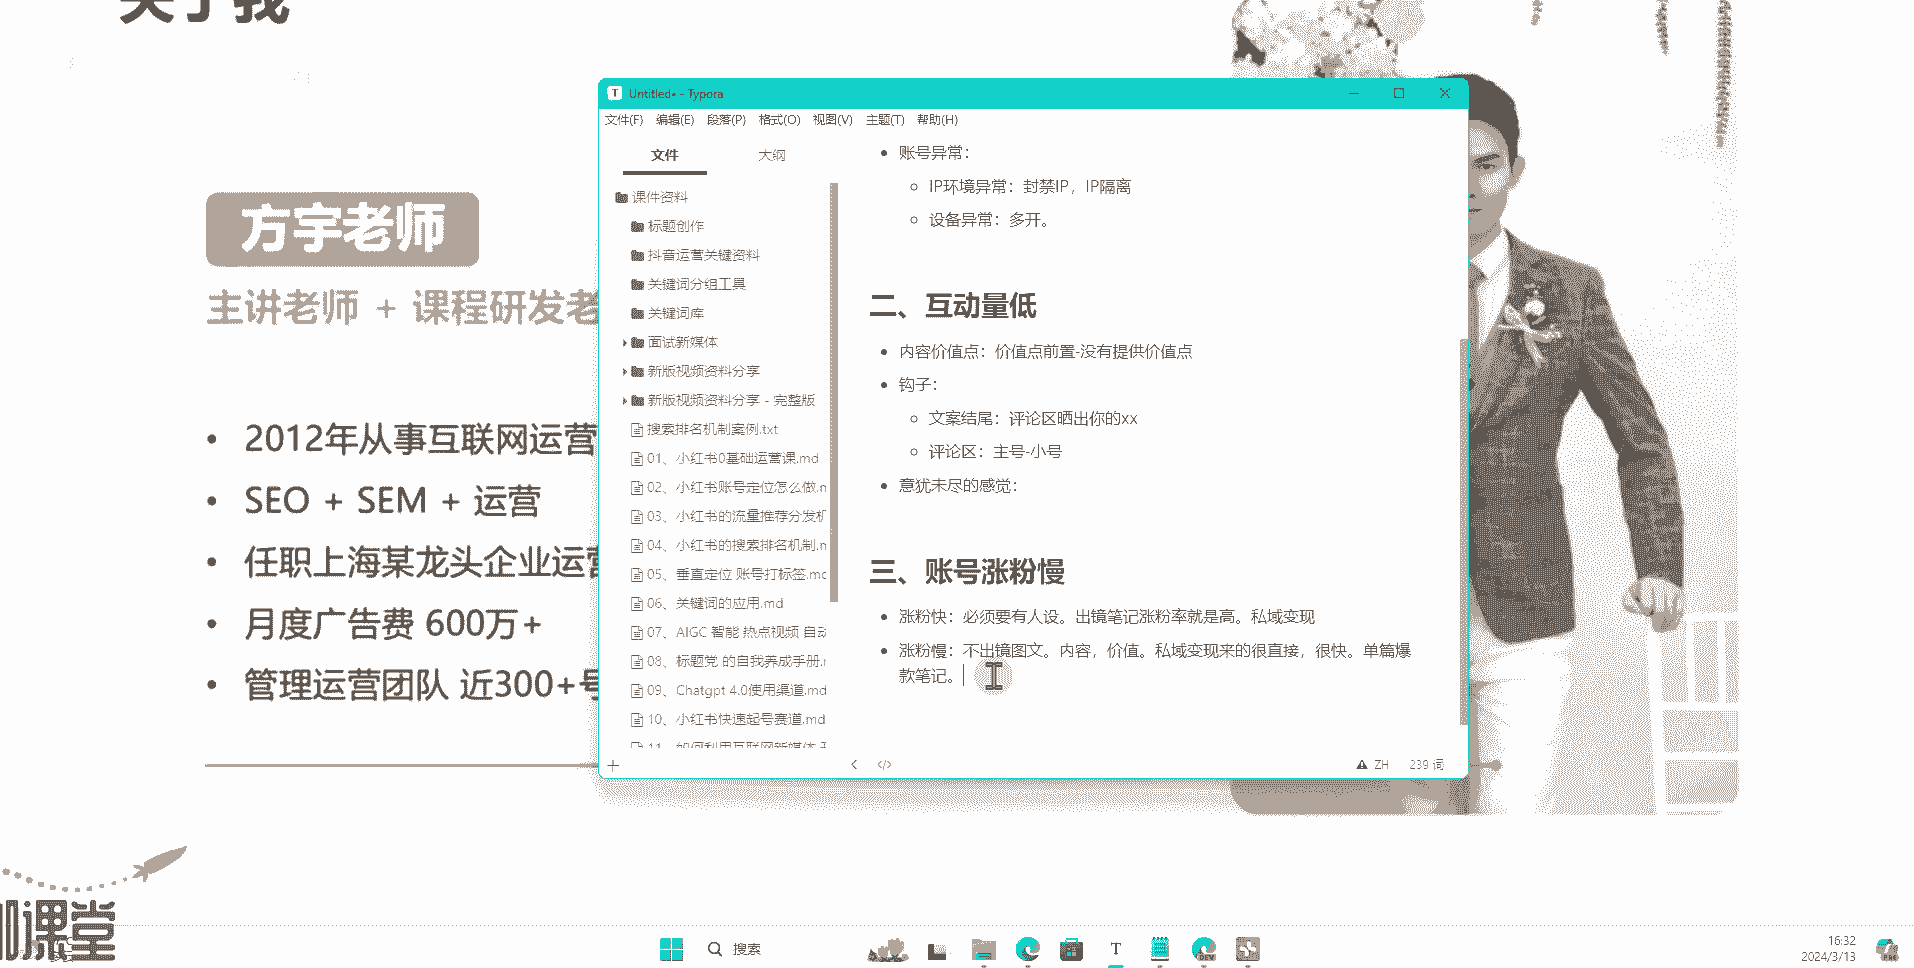 关于我
方宇老师
主讲老师 + 课程研发老
2012年从事互联网运营
SEO + SEM + 运营
任职上海某龙头企业运营
月度广告费 600万+
管理运营团队 近300+号
课堂
Untitled• - Typora
文件(F) 编辑(E) 段落(P) 格式(O) 视图(V) 主题(T) 帮助(H)
文件 大纲
课件资料
标题创作
抖音运营关键资料
关键词分组工具
关键词库
面试新媒体
新版视频资料分享
新版视频资料分享 - 完整版
搜索排名机制案例.txt
01、小红书0基础运营课.md
02、小红书账号定位怎么做.m
03、小红书的流量推荐分发机
04、小红书的搜索排名机制.m
05、垂直定位 账号打标签.md
06、关键词的应用.md
07、AIGC 智能 热点视频 自动
08、标题党 的自我养成手册.m
09、Chatgpt 4.0使用渠道.md
10、小红书快速起号赛道.md
11、如何利用互联网新媒体
账号异常：
IP环境异常：封禁IP，IP隔离
设备异常：多开。
二、互动量低
内容价值点：价值点前置-没有提供价值点
钩子：
文案结尾：评论区晒出你的xx
评论区：主号-小号
意犹未尽的感觉：
三、账号涨粉慢
涨粉快：必须要有人设。出镜笔记涨粉率就是高。私域变现
涨粉慢：不出镜图文。内容，价值。私域变现来的很直接，很快。单篇爆
款笔记。
ZH 239 词
搜索
16:32
2024/3/13